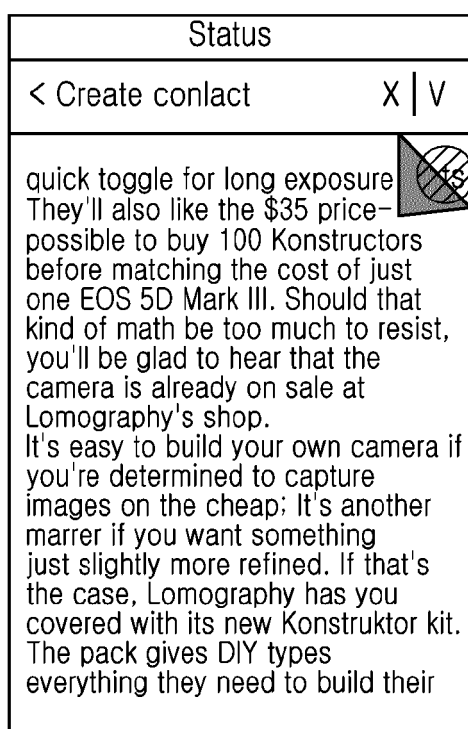 Status
< Create conlact X | V
quick toggle for long exposure
They'll also like the $35 price–
possible to buy 100 Konstructors
before matching the cost of just
one EOS 5D Mark III. Should that
kind of math be too much to resist,
you'll be glad to hear that the
camera is already on sale at
Lomography's shop.
It's easy to build your own camera if
you're determined to capture
images on the cheap; It's another
marrer if you want something
just slightly more refined. If that's
the case, Lomography has you
covered with its new Konstruktor kit.
The pack gives DIY types
everything they need to build their